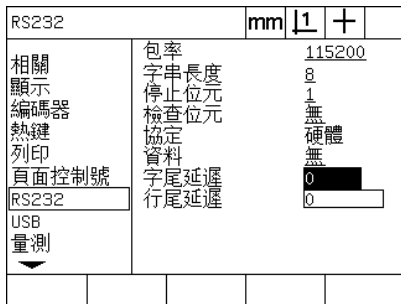 RS232
mm 1
相關
顯示
編碼器
熱鍵
列印
頁面控制號
RS232
USB
量測
包率 115200
字串長度 8
停止位元 1
檢查位元 無
協定 硬體
資料 無
字尾延遲 0
行尾延遲 0